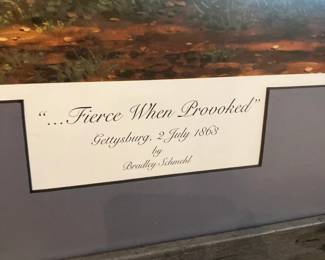 "...Fierce When Provoked"
Gettysburg, 2 July 1863
by
Bradley Schmehl